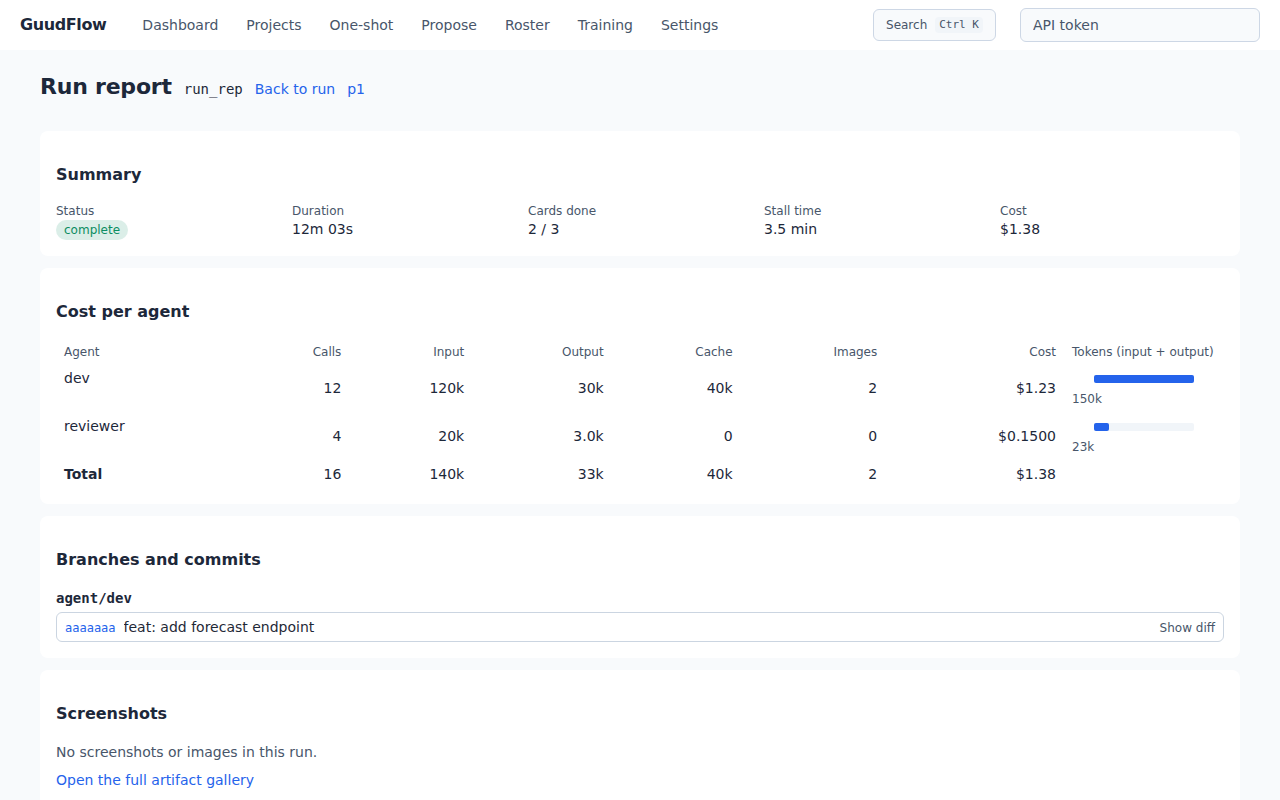 GuudFlow Dashboard Projects One-shot Propose Roster Training Settings Search Ctrl K API token
Run report run_rep Back to run p1
Summary
Status Duration Cards done Stall time Cost
complete 12m 03s 2 / 3 3.5 min $1.38
Cost per agent
Agent Calls Input Output Cache Images Cost Tokens (input + output)
dev 12 120k 30k 40k 2 $1.23 150k
reviewer 4 20k 3.0k 0 0 $0.1500 23k
Total 16 140k 33k 40k 2 $1.38
Branches and commits
agent/dev
aaaaaaa feat: add forecast endpoint Show diff
Screenshots
No screenshots or images in this run.
Open the full artifact gallery